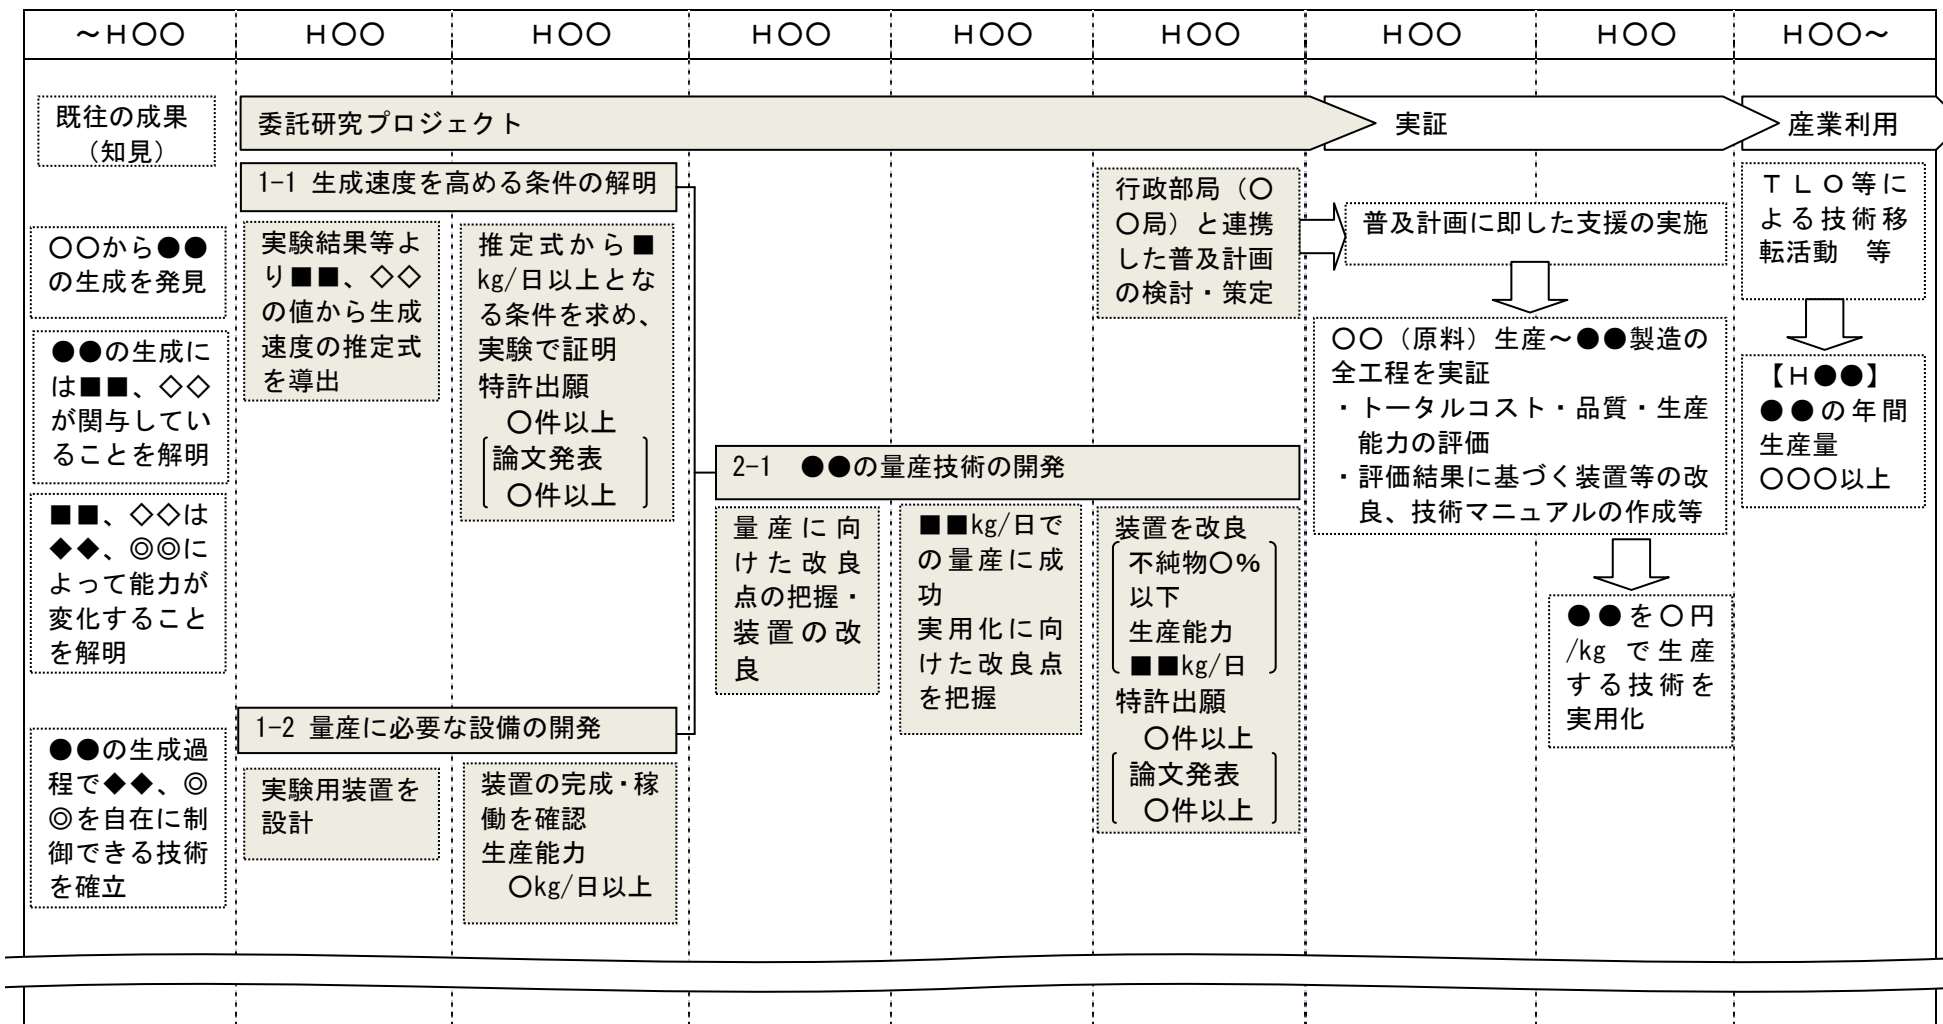 ～Ｈ〇〇
Ｈ〇〇
Ｈ〇〇
Ｈ〇〇
Ｈ〇〇
Ｈ〇〇
Ｈ〇〇
Ｈ〇〇
Ｈ〇〇～
既往の成果
（知見）
委託研究プロジェクト
実証
産業利用
〇〇から●●
の生成を発見
●●の生成に
は■■、◇◇
が関与してい
ることを解明
■■、◇◇は
◆◆、◎◎に
よって能力が
変化すること
を解明
●●の生成過
程で◆◆、◎
◎を自在に制
御できる技術
を確立
1-1 生成速度を高める条件の解明
実験結果等よ
り■■、◇◇
の値から生成
速度の推定式
を導出
推定式から■
kg/日以上とな
る条件を求め、
実験で証明
特許出願
〇件以上
論文発表
〇件以上
1-2 量産に必要な設備の開発
実験用装置を
設計
装置の完成・稼
働を確認
生産能力
〇kg/日以上
2-1 ●●の量産技術の開発
量産に向
けた改良
点の把握・
装置の改
良
■■kg/日で
の量産に成
功
実用化に向
けた改良点
を把握
装置を改良
不純物〇%
以下
生産能力
■■kg/日
特許出願
〇件以上
論文発表
〇件以上
行政部局（〇
〇局）と連携
した普及計画
の検討・策定
普及計画に即した支援の実施
〇〇（原料）生産～●●製造の
全工程を実証
・トータルコスト・品質・生産
能力の評価
・評価結果に基づく装置等の改
良、技術マニュアルの作成等
●●を〇円
/kg で生産
する技術を
実用化
ＴＬＯ等に
よる技術移
転活動　等
【Ｈ●●】
●●の年間
生産量
〇〇〇以上